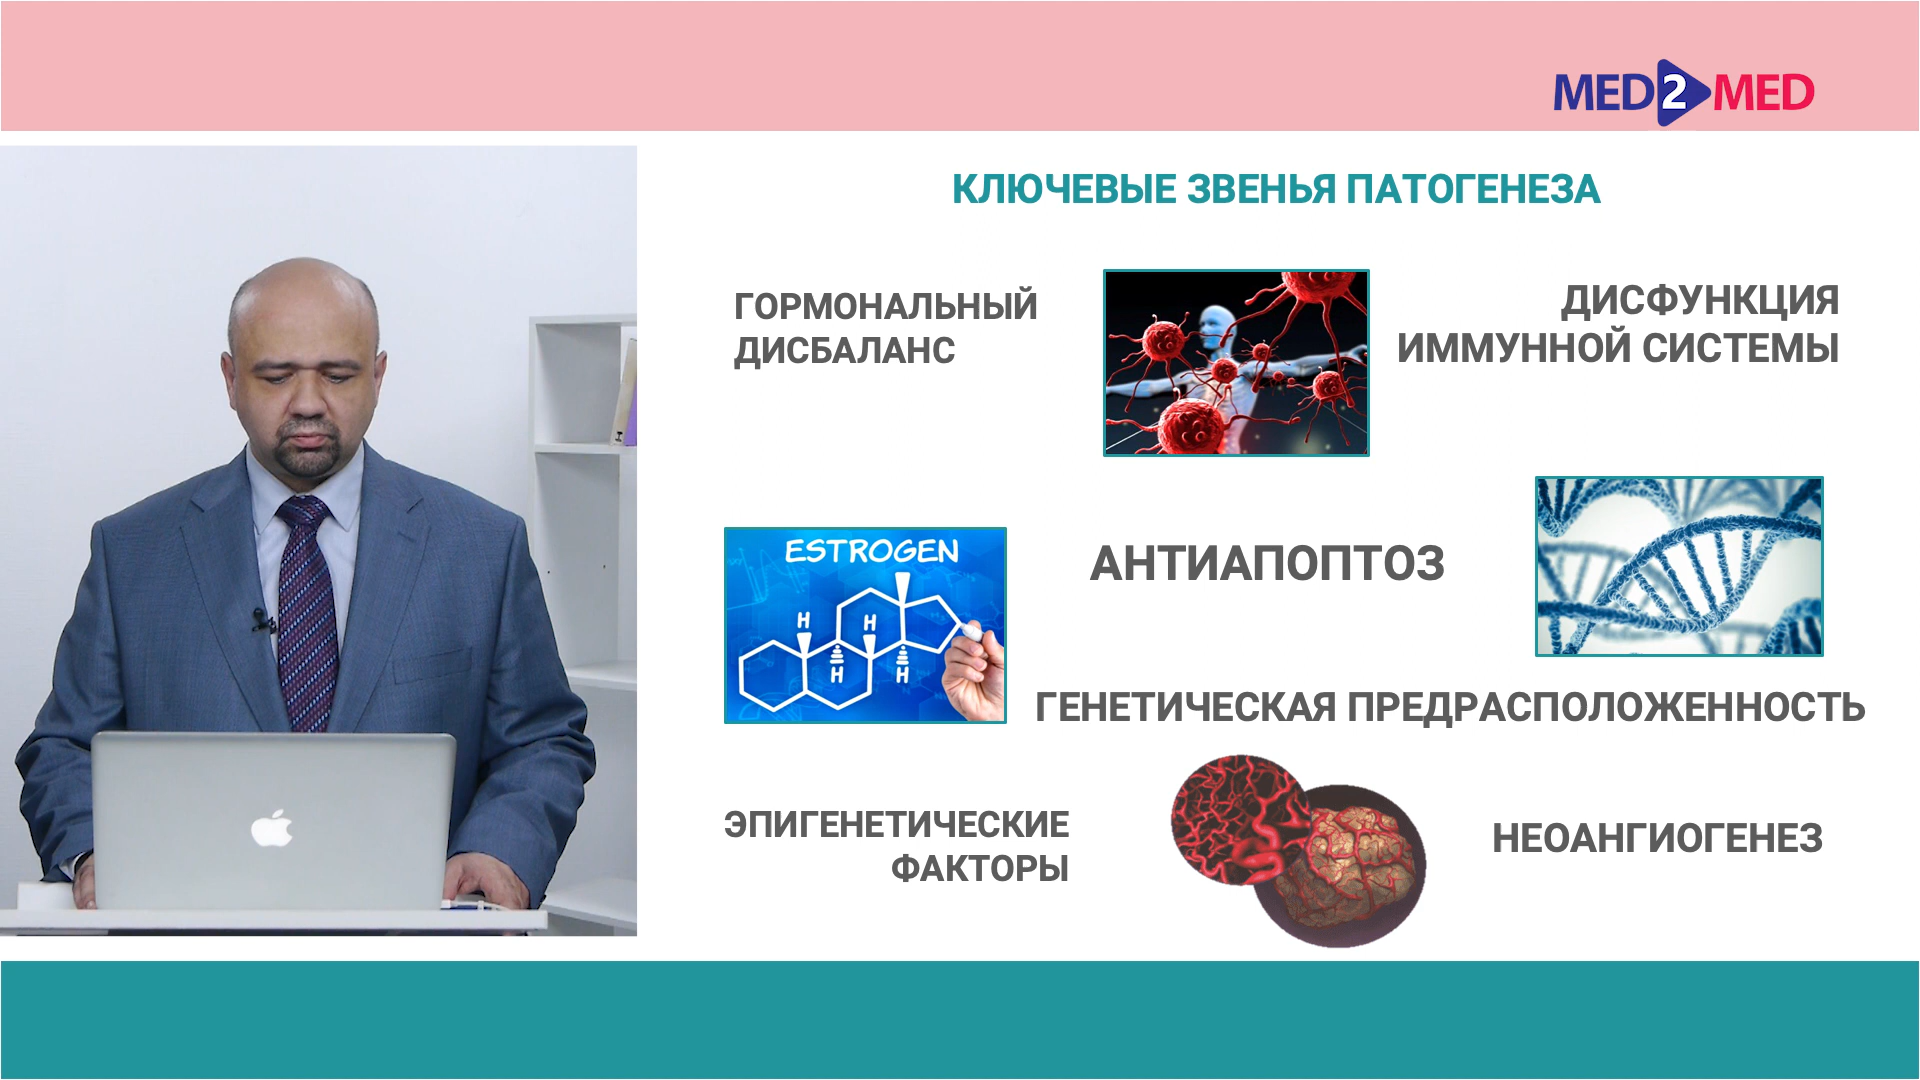 MED2MED
КЛЮЧЕВЫЕ ЗВЕНЬЯ ПАТОГЕНЕЗА
ГОРМОНАЛЬНЫЙ
ДИСБАЛАНС
ДИСФУНКЦИЯ
ИММУННОЙ СИСТЕМЫ
ESTROGEN
H
H
H
H
АНТИАПОПТОЗ
ГЕНЕТИЧЕСКАЯ ПРЕДРАСПОЛОЖЕННОСТЬ
ЭПИГЕНЕТИЧЕСКИЕ
ФАКТОРЫ
НЕОАНГИОГЕНЕЗ